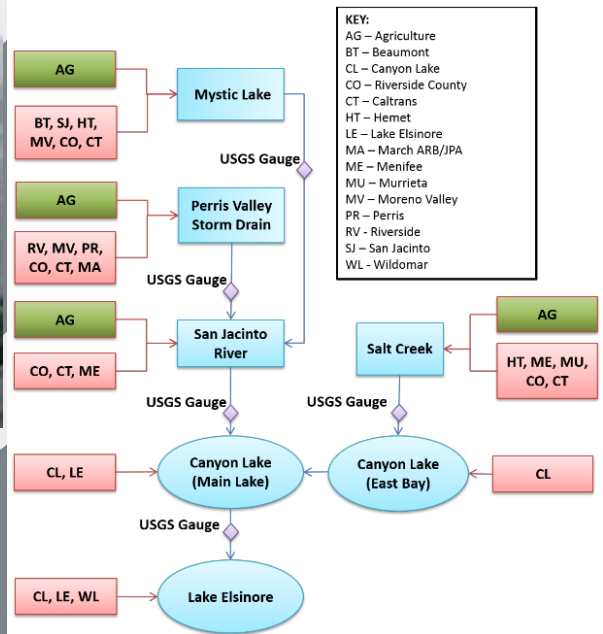 KEY:
AG – Agriculture
BT – Beaumont
CL – Canyon Lake
CO – Riverside County
CT – Caltrans
HT – Hemet
LE – Lake Elsinore
MA – March ARB/JPA
ME – Menifee
MU – Murrieta
MV – Moreno Valley
PR – Perris
RV - Riverside
SJ – San Jacinto
WL - Wildomar
AG
BT, SJ, HT,
MV, CO, CT
Mystic Lake
USGS Gauge
AG
RV, MV, PR,
CO, CT, MA
Perris Valley
Storm Drain
USGS Gauge
AG
CO, CT, ME
San Jacinto
River
Salt Creek
AG
HT, ME, MU,
CO, CT
USGS Gauge
USGS Gauge
CL, LE
Canyon Lake
(Main Lake)
Canyon Lake
(East Bay)
CL
USGS Gauge
CL, LE, WL
Lake Elsinore